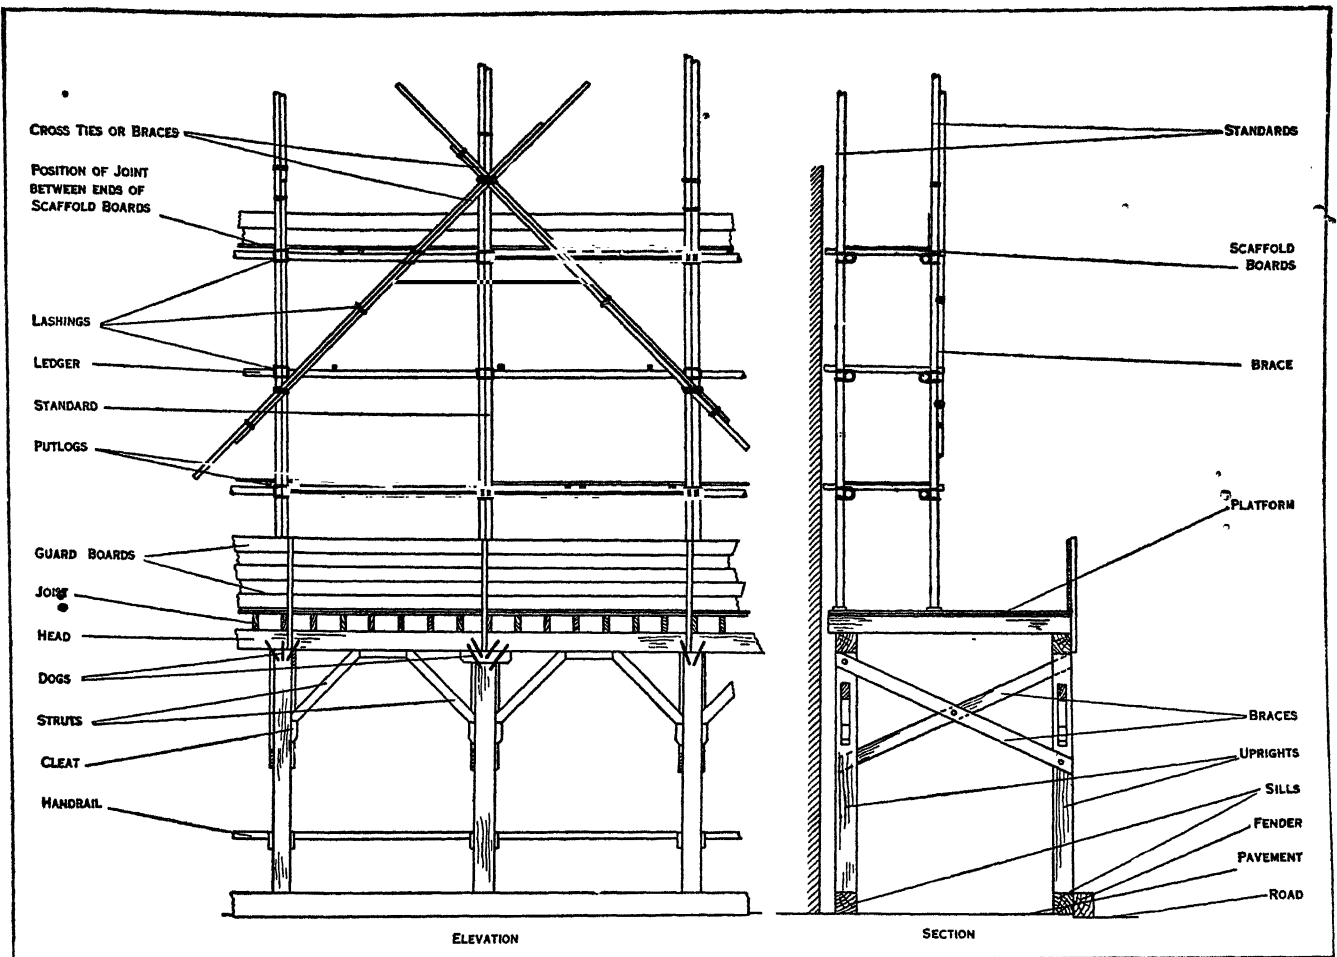 CROSS TIES OR BRACES
POSITION OF JOINT
BETWEEN ENDS OF
SCAFFOLD BOARDS
LASHINGS
LEDGER
STANDARD
PUTLOGS
GUARD BOARDS
JOIST
HEAD
DOGS
STRUTS
CLEAT
HANDRAIL
ELEVATION
STANDARDS
SCAFFOLD
BOARDS
BRACE
PLATFORM
BRACES
UPRIGHTS
SILLS
FENDER
PAVEMENT
ROAD
SECTION